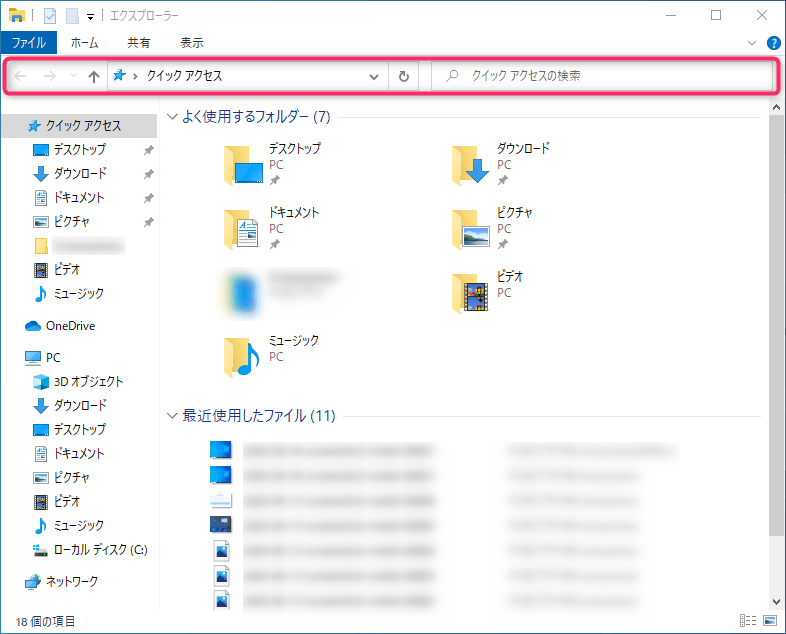 エクスプローラー
ファイル ホーム 共有 表示
クイック アクセス クイック アクセスの検索
クイック アクセス
デスクトップ
ダウンロード
ドキュメント
ピクチャ
ビデオ
ミュージック
OneDrive
PC
3D オブジェクト
ダウンロード
デスクトップ
ドキュメント
ピクチャ
ビデオ
ミュージック
ローカル ディスク (C:)
ネットワーク
よく使用するフォルダー (7)
デスクトップ
PC
ダウンロード
PC
ドキュメント
PC
ピクチャ
PC
ビデオ
PC
ミュージック
PC
最近使用したファイル (11)
18 個の項目